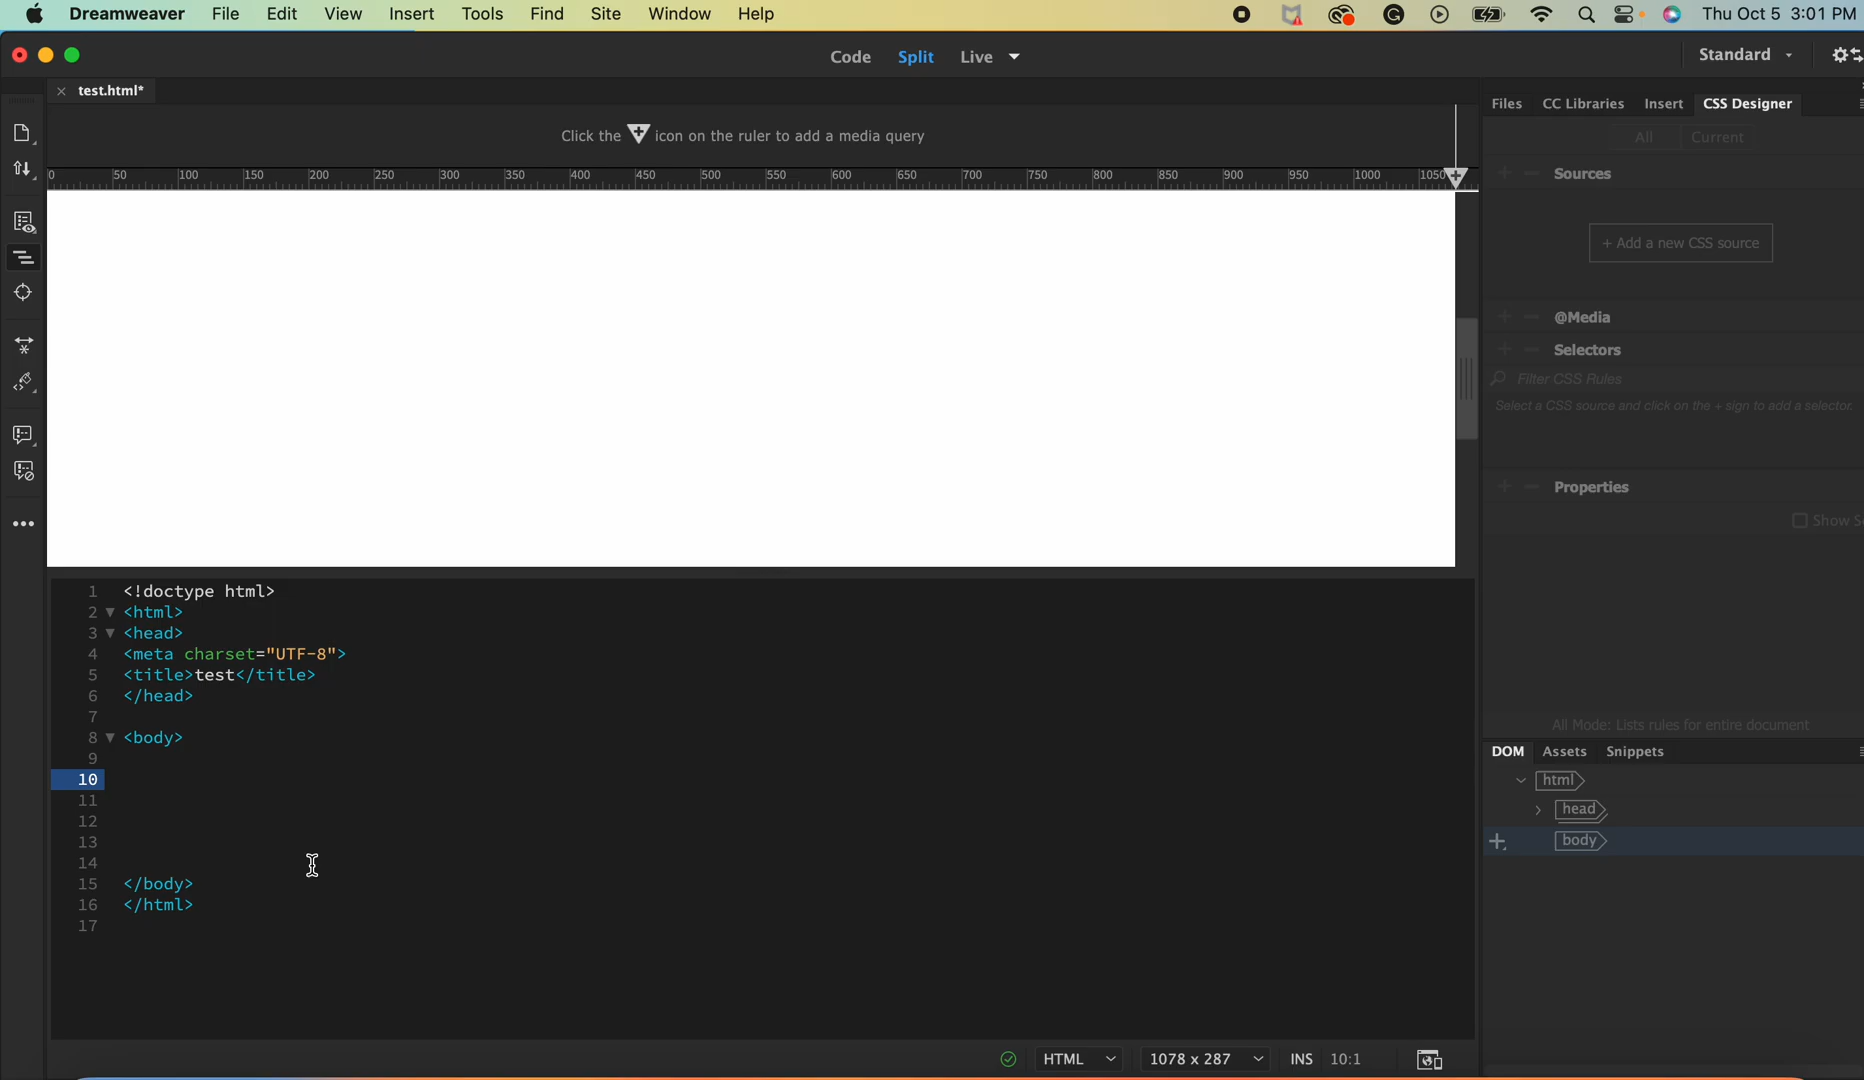 Dreamweaver File Edit View Insert Tools Find Site Window Help Thu Oct 5 3:01 PM
Code Split Live Standard
test.html*
Click the icon on the ruler to add a media query
0 50 100 150 200 250 300 350 400 450 500 550 600 650 700 750 800 850 900 950 1000 1050
Files CC Libraries Insert CSS Designer
All Current
Sources
+ Add a new CSS source
@Media
Selectors
Filter CSS Rules
Select a CSS source and click on the + sign to add a selector.
Properties
Show
All Mode: Lists rules for entire document
DOM Assets Snippets
html
head
body
1 <!doctype html>
2 <html>
3 <head>
4 <meta charset="UTF-8">
5 <title>test</title>
6 </head>
7
8 <body>
9
10
11
12
13
14
15 </body>
16 </html>
17
HTML 1078 x 287 INS 10:1